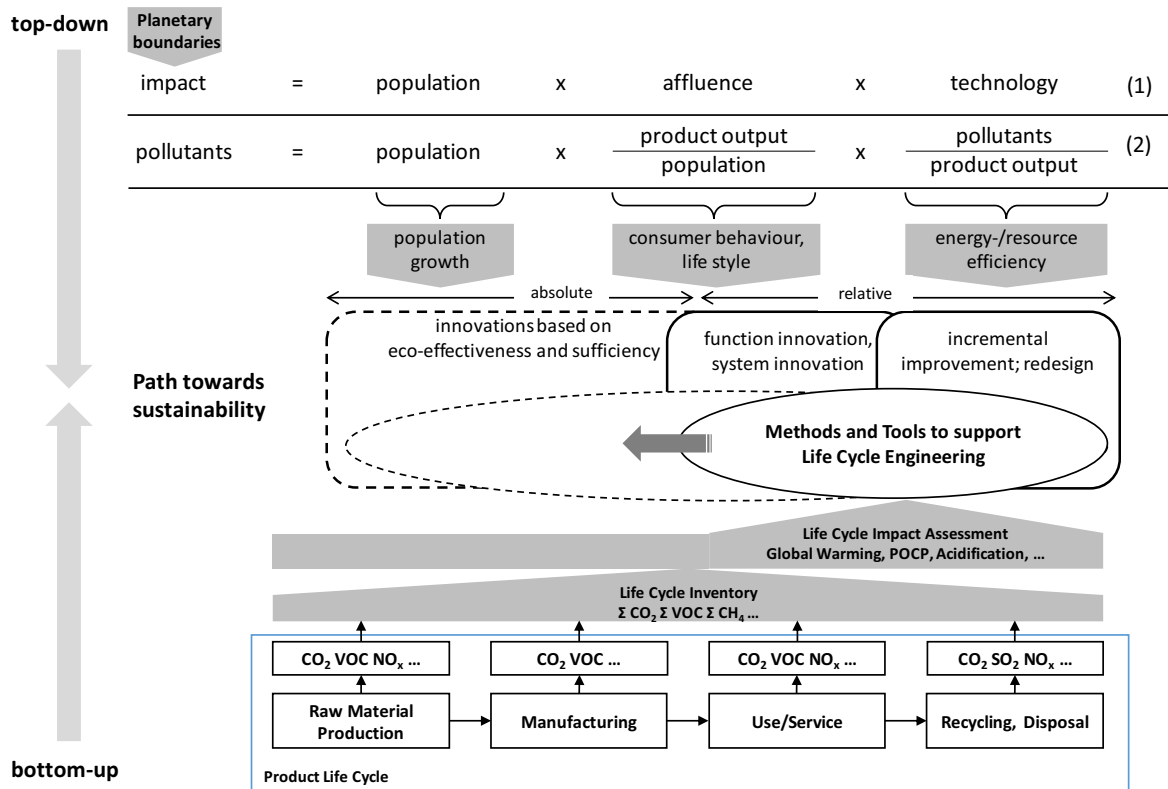 top-down
Planetary
boundaries
impact = population x affluence x technology (1)
pollutants = population x product output / population x pollutants / product output (2)
population
growth
consumer behaviour,
life style
energy-/resource
efficiency
absolute
relative
innovations based on
eco-effectiveness and sufficiency
function innovation,
system innovation
incremental
improvement; redesign
Path towards
sustainability
Methods and Tools to support
Life Cycle Engineering
Life Cycle Impact Assessment
Global Warming, POCP, Acidification, ...
Life Cycle Inventory
Σ CO₂ Σ VOC Σ CH₄ ...
CO₂ VOC NOₓ ...
CO₂ VOC ...
CO₂ VOC NOₓ ...
CO₂ SO₂ NOₓ ...
Raw Material
Production
Manufacturing
Use/Service
Recycling, Disposal
bottom-up
Product Life Cycle